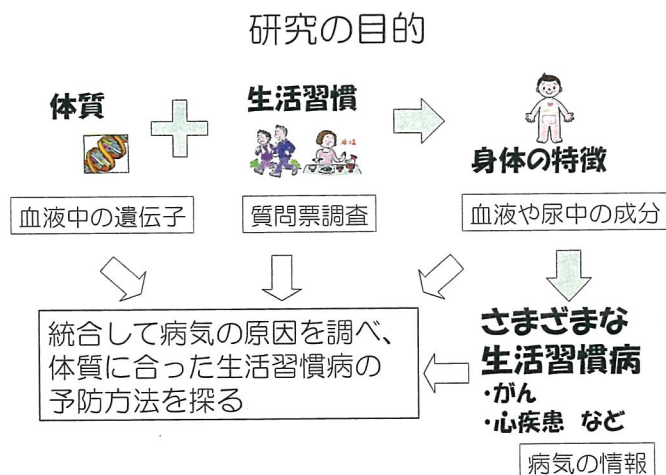 研究の目的
体質
生活習慣
身体の特徴
血液中の遺伝子
質問票調査
血液や尿中の成分
統合して病気の原因を調べ、
体質に合った生活習慣病の
予防方法を探る
さまざまな
生活習慣病
・がん
・心疾患 など
病気の情報